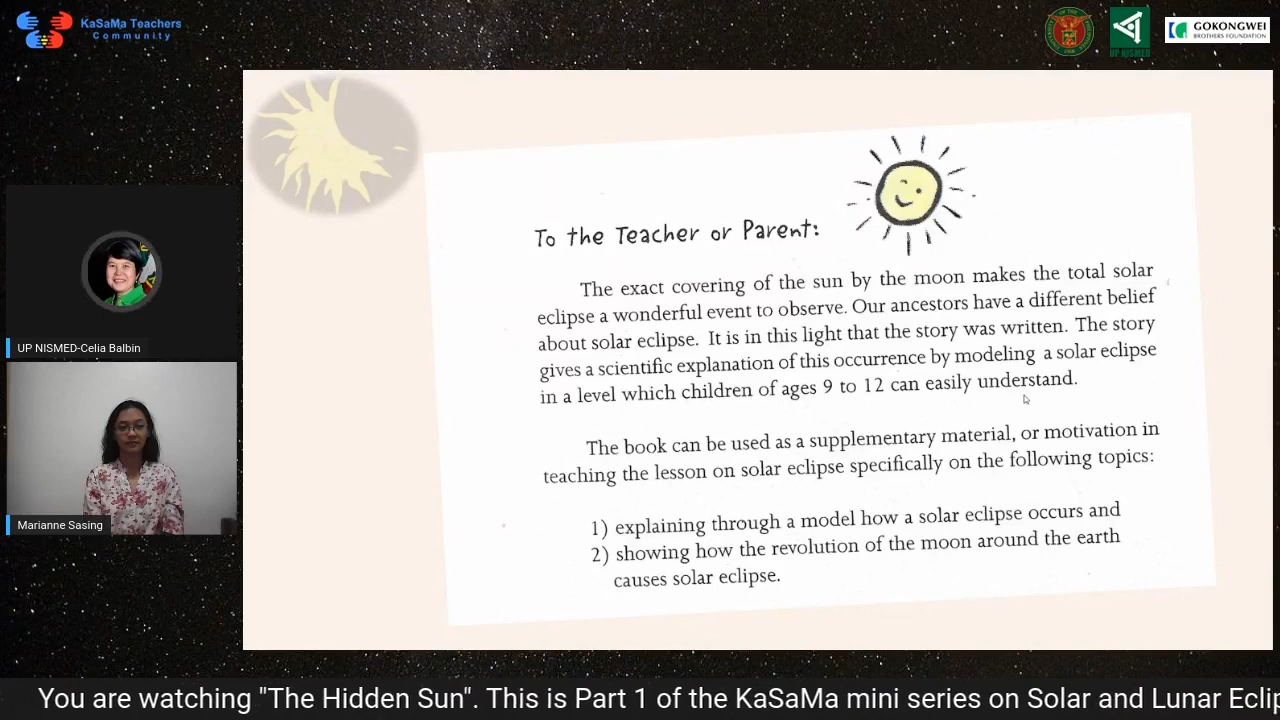 KaSaMa Teachers
Community
UP NISMED
GOKONGWEI
BROTHERS FOUNDATION
To the Teacher or Parent:
The exact covering of the sun by the moon makes the total solar
eclipse a wonderful event to observe. Our ancestors have a different belief
about solar eclipse. It is in this light that the story was written. The story
gives a scientific explanation of this occurrence by modeling a solar eclipse
in a level which children of ages 9 to 12 can easily understand.
The book can be used as a supplementary material, or motivation in
teaching the lesson on solar eclipse specifically on the following topics:
1) explaining through a model how a solar eclipse occurs and
2) showing how the revolution of the moon around the earth
causes solar eclipse.
UP NISMED-Celia Balbin
Marianne Sasing
You are watching "The Hidden Sun". This is Part 1 of the KaSaMa mini series on Solar and Lunar Eclip